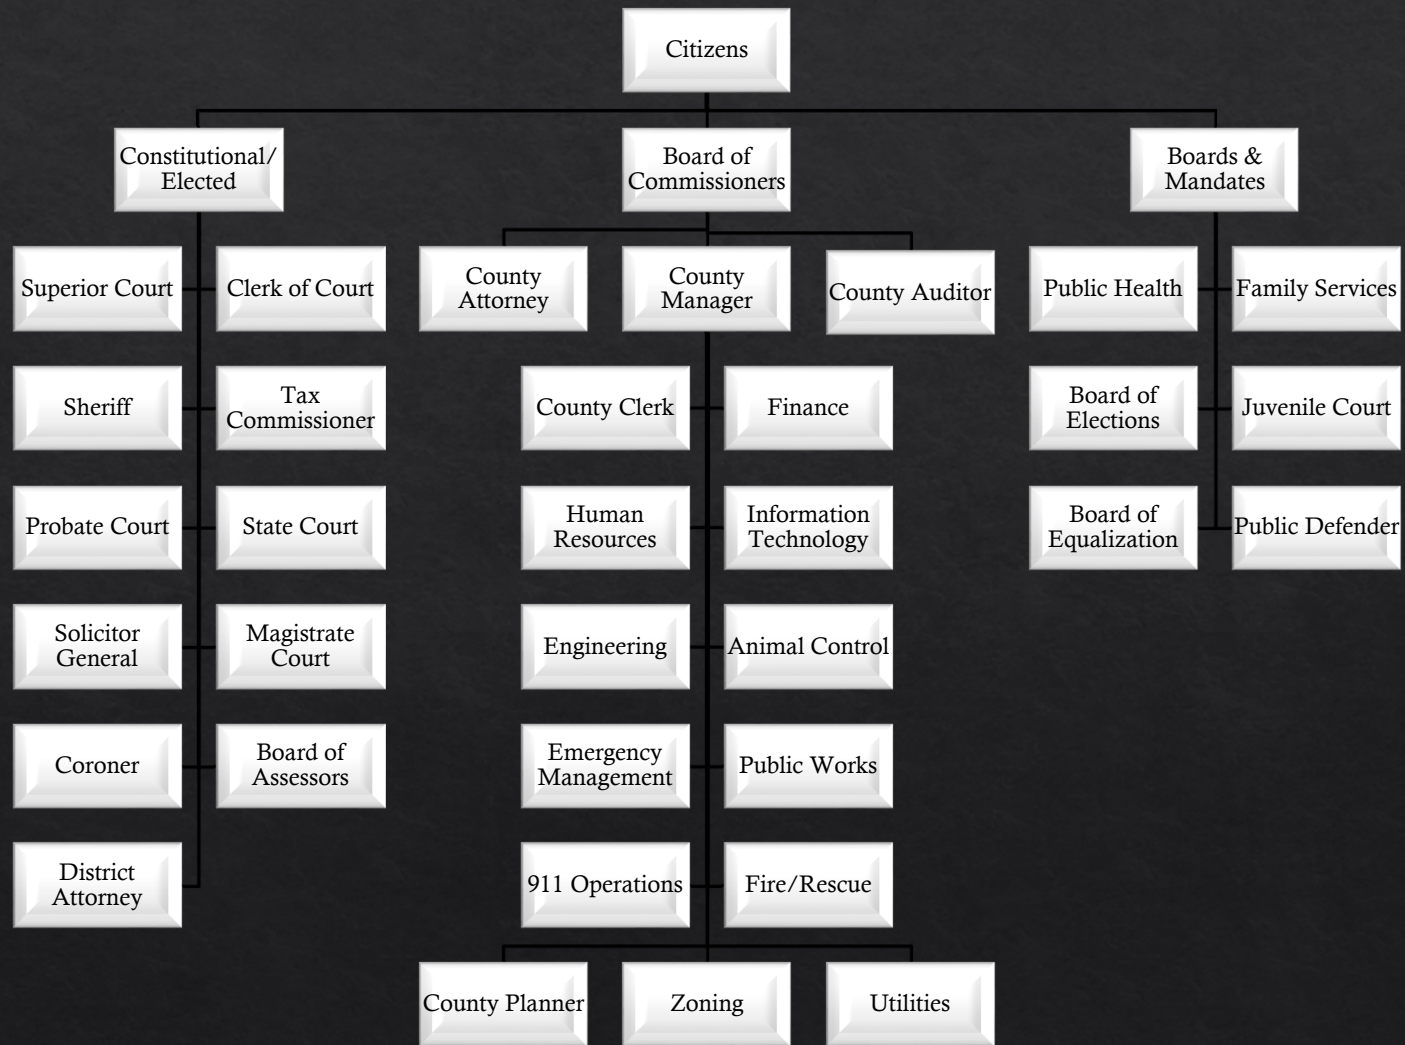 Citizens
Constitutional/
Elected
Board of
Commissioners
Boards &
Mandates
Superior Court
Clerk of Court
County
Attorney
County
Manager
County Auditor
Public Health
Family Services
Sheriff
Tax
Commissioner
County Clerk
Finance
Board of
Elections
Juvenile Court
Probate Court
State Court
Human
Resources
Information
Technology
Board of
Equalization
Public Defender
Solicitor
General
Magistrate
Court
Engineering
Animal Control
Coroner
Board of
Assessors
Emergency
Management
Public Works
District
Attorney
911 Operations
Fire/Rescue
County Planner
Zoning
Utilities